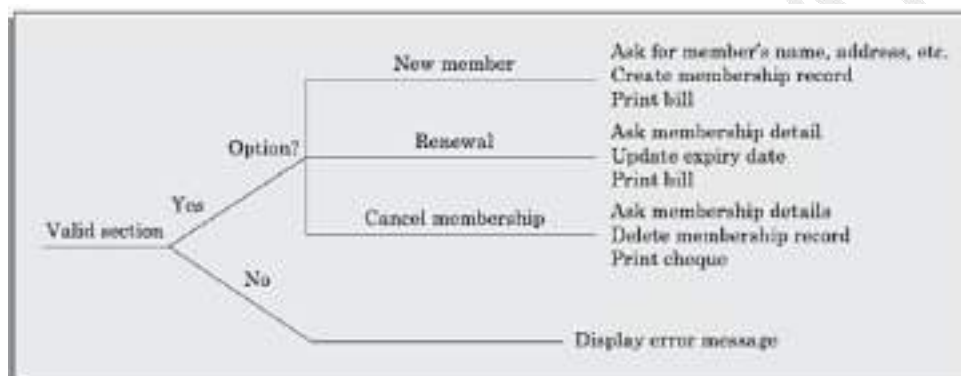 New member
Ask for member's name, address, etc.
Create membership record
Print bill
Option?
Renewal
Ask membership detail
Update expiry date
Print bill
Yes
Cancel membership
Ask membership details
Delete membership record
Print cheque
Valid section
No
Display error message